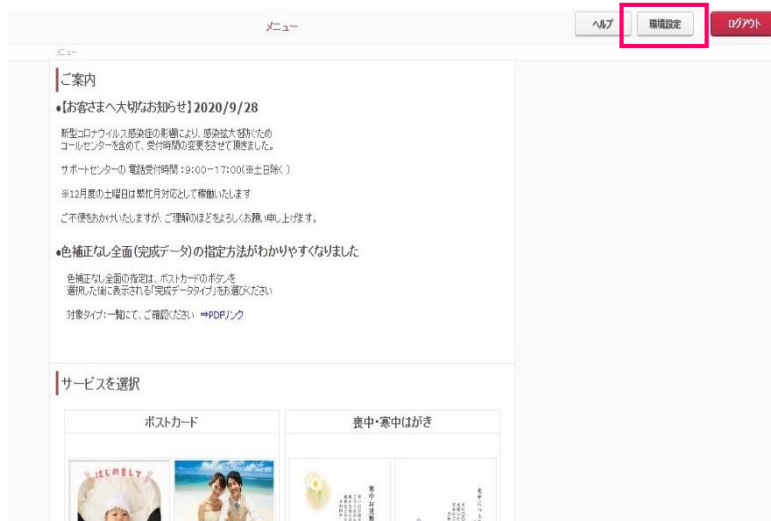 メニュー
ヘルプ
環境設定
ログアウト
メニュー
ご案内
●【お客さまへ大切なお知らせ】2020/9/28
新型コロナウイルス感染症の影響により、感染拡大を防ぐため
コールセンターを含めて、受付時間の変更をさせて頂きました。
サポートセンターの 電話受付時間：9：00－17：00（※土日除く）
※12月度の土曜日は繁忙月対応として稼働いたします
ご不便をおかけいたしますが、ご理解のほどをよろしくお願い申し上げます。
●色補正なし全面(完成データ)の指定方法がわかりやすくなりました
色補正なし全面の指定は、ポストカードのボタンを
選択した後に表示される「完成データタイプ」をお選びください
対象タイプ：一覧にて、ご確認ください ⇒PDFリンク
サービスを選択
ポストカード
喪中・寒中はがき
はじめまして
寒中お見舞
喪中につき